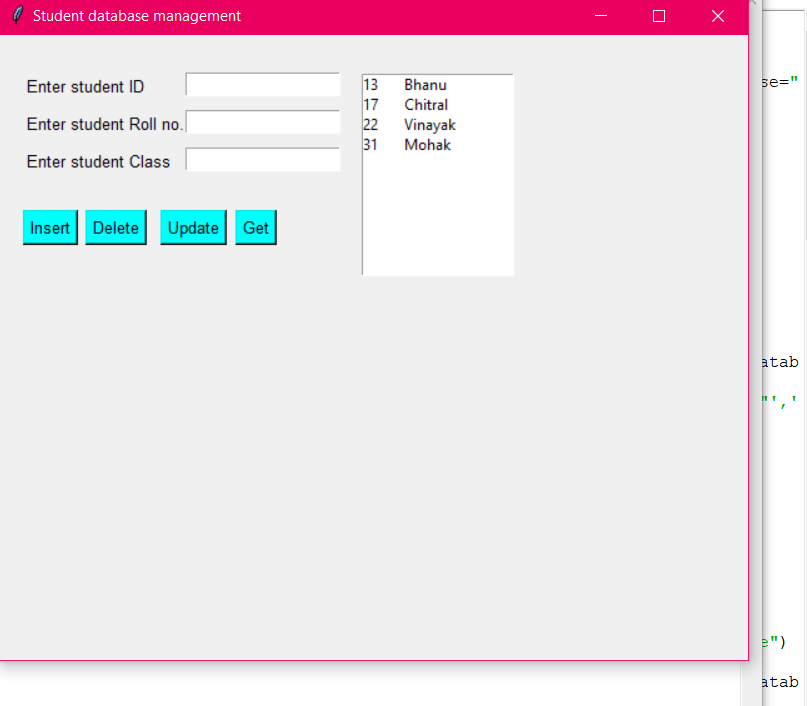 Student database management
Enter student ID
Enter student Roll no.
Enter student Class
Insert Delete Update Get
13 Bhanu
17 Chitral
22 Vinayak
31 Mohak
se="
atab
"','
e")
atab